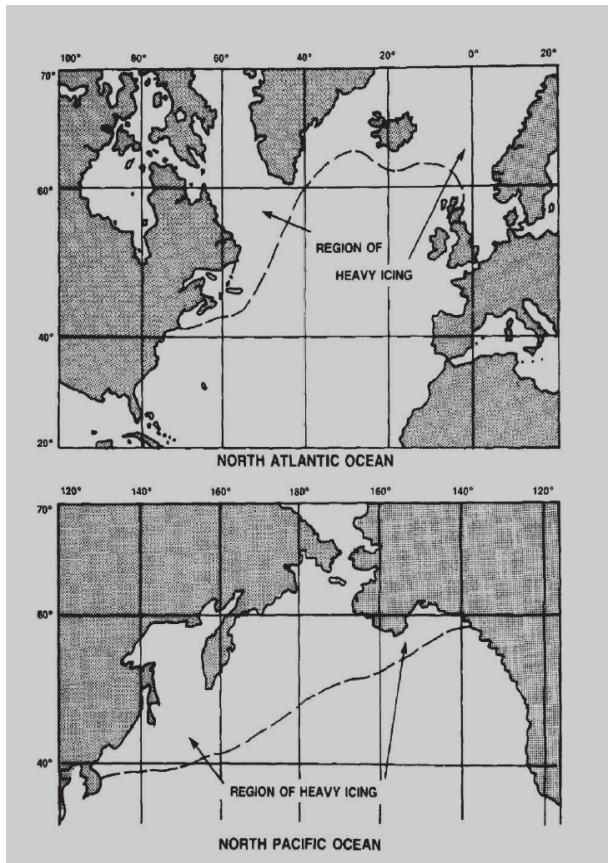 100° 80° 60° 40° 20° 0° 20°
70°
60°
REGION OF
HEAVY ICING
40°
20°
NORTH ATLANTIC OCEAN
120° 140° 160° 180° 160° 140° 120°
70°
60°
40°
REGION OF HEAVY ICING
NORTH PACIFIC OCEAN